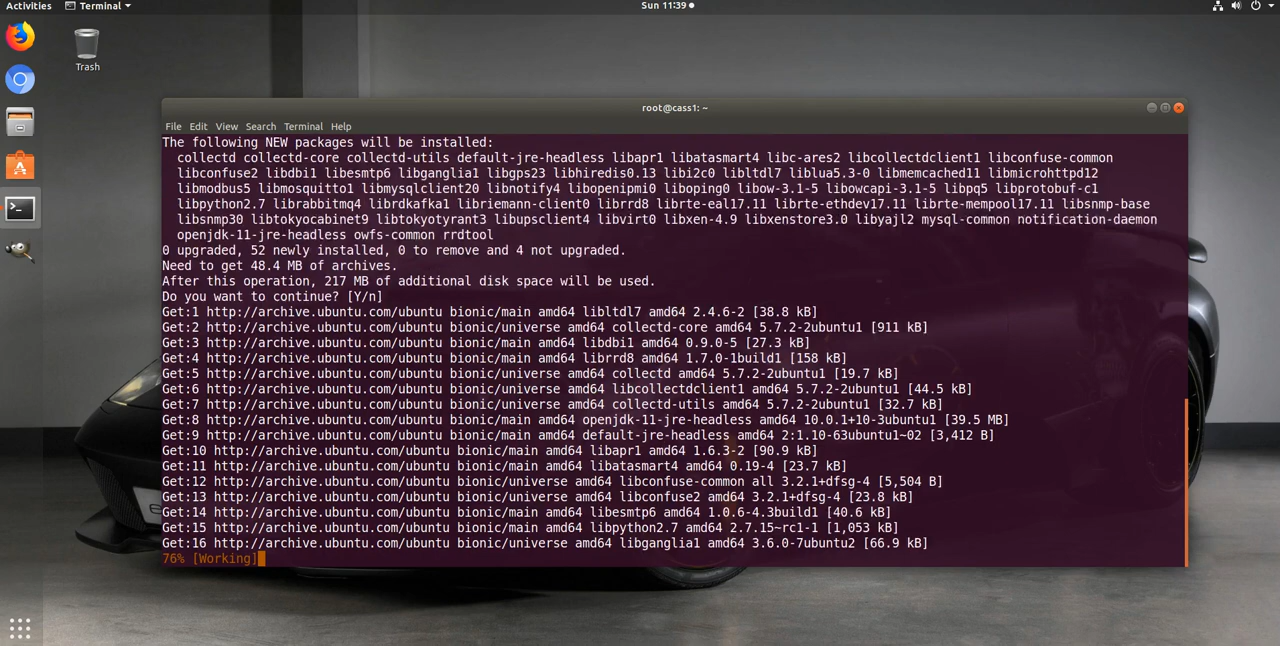 Activities Terminal Sun 11:39
Trash
root@cass1: ~
File Edit View Search Terminal Help
The following NEW packages will be installed:
collectd collectd-core collectd-utils default-jre-headless libapr1 libatasmart4 libc-ares2 libcollectdclient1 libconfuse-common
libconfuse2 libdbi1 libesmtp6 libganglia1 libgps23 libhiredis0.13 libi2c0 libltdl7 liblua5.3-0 libmemcached11 libmicrohttpd12
libmodbus5 libmosquitto1 libmysqlclient20 libnotify4 libopenipmi0 liboping0 libow-3.1-5 libowcapi-3.1-5 libpq5 libprotobuf-c1
libpython2.7 librabbitmq4 librdkafka1 libriemann-client0 librrd8 librte-eal17.11 librte-ethdev17.11 librte-mempool17.11 libsnmp-base
libsnmp30 libtokyocabinet9 libtokyotyrant3 libupsclient4 libvirt0 libxen-4.9 libxenstore3.0 libyajl2 mysql-common notification-daemon
openjdk-11-jre-headless owfs-common rrdtool
0 upgraded, 52 newly installed, 0 to remove and 4 not upgraded.
Need to get 48.4 MB of archives.
After this operation, 217 MB of additional disk space will be used.
Do you want to continue? [Y/n]
Get:1 http://archive.ubuntu.com/ubuntu bionic/main amd64 libltdl7 amd64 2.4.6-2 [38.8 kB]
Get:2 http://archive.ubuntu.com/ubuntu bionic/universe amd64 collectd-core amd64 5.7.2-2ubuntu1 [911 kB]
Get:3 http://archive.ubuntu.com/ubuntu bionic/main amd64 libdbi1 amd64 0.9.0-5 [27.3 kB]
Get:4 http://archive.ubuntu.com/ubuntu bionic/main amd64 librrd8 amd64 1.7.0-1build1 [158 kB]
Get:5 http://archive.ubuntu.com/ubuntu bionic/universe amd64 collectd amd64 5.7.2-2ubuntu1 [19.7 kB]
Get:6 http://archive.ubuntu.com/ubuntu bionic/universe amd64 libcollectdclient1 amd64 5.7.2-2ubuntu1 [44.5 kB]
Get:7 http://archive.ubuntu.com/ubuntu bionic/universe amd64 collectd-utils amd64 5.7.2-2ubuntu1 [32.7 kB]
Get:8 http://archive.ubuntu.com/ubuntu bionic/main amd64 openjdk-11-jre-headless amd64 10.0.1+10-3ubuntu1 [39.5 MB]
Get:9 http://archive.ubuntu.com/ubuntu bionic/main amd64 default-jre-headless amd64 2:1.10-63ubuntu1~02 [3,412 B]
Get:10 http://archive.ubuntu.com/ubuntu bionic/main amd64 libapr1 amd64 1.6.3-2 [90.9 kB]
Get:11 http://archive.ubuntu.com/ubuntu bionic/main amd64 libatasmart4 amd64 0.19-4 [23.7 kB]
Get:12 http://archive.ubuntu.com/ubuntu bionic/universe amd64 libconfuse-common all 3.2.1+dfsg-4 [5,504 B]
Get:13 http://archive.ubuntu.com/ubuntu bionic/universe amd64 libconfuse2 amd64 3.2.1+dfsg-4 [23.8 kB]
Get:14 http://archive.ubuntu.com/ubuntu bionic/main amd64 libesmtp6 amd64 1.0.6-4.3build1 [40.6 kB]
Get:15 http://archive.ubuntu.com/ubuntu bionic/main amd64 libpython2.7 amd64 2.7.15~rc1-1 [1,053 kB]
Get:16 http://archive.ubuntu.com/ubuntu bionic/universe amd64 libganglia1 amd64 3.6.0-7ubuntu2 [66.9 kB]
76% [Working]